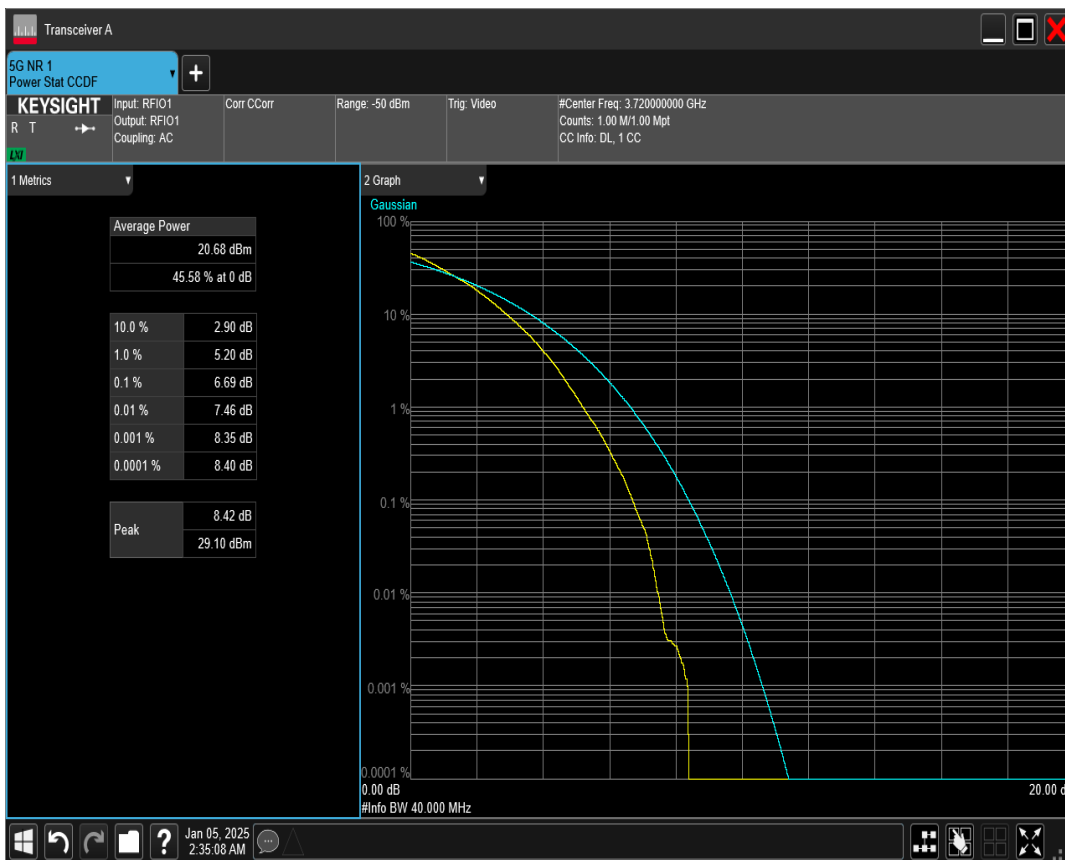 Transceiver A
5G NR 1
Power Stat CCDF
+
KEYSIGHT
R T
LXI
Input: RFIO1
Output: RFIO1
Coupling: AC
Corr CCorr
Range: -50 dBm
Trig: Video
#Center Freq: 3.720000000 GHz
Counts: 1.00 M/1.00 Mpt
CC Info: DL, 1 CC
1 Metrics
Average Power
20.68 dBm
45.58 % at 0 dB
10.0 % 2.90 dB
1.0 % 5.20 dB
0.1 % 6.69 dB
0.01 % 7.46 dB
0.001 % 8.35 dB
0.0001 % 8.40 dB
Peak
8.42 dB
29.10 dBm
2 Graph
Gaussian
100 %
10 %
1 %
0.1 %
0.01 %
0.001 %
0.0001 %
0.00 dB 20.00 d
#Info BW 40.000 MHz
?
Jan 05, 2025
2:35:08 AM